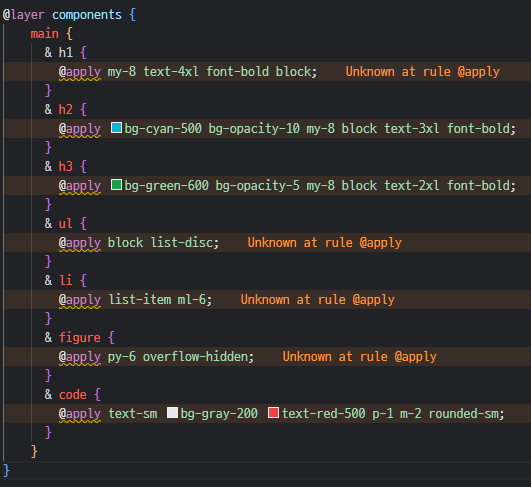 @layer components {
main {
& h1 {
@apply my-8 text-4xl font-bold block; Unknown at rule @apply
}
& h2 {
@apply bg-cyan-500 bg-opacity-10 my-8 block text-3xl font-bold;
}
& h3 {
@apply bg-green-600 bg-opacity-5 my-8 block text-2xl font-bold;
}
& ul {
@apply block list-disc; Unknown at rule @apply
}
& li {
@apply list-item ml-6; Unknown at rule @apply
}
& figure {
@apply py-6 overflow-hidden; Unknown at rule @apply
}
& code {
@apply text-sm bg-gray-200 text-red-500 p-1 m-2 rounded-sm;
}
}
}